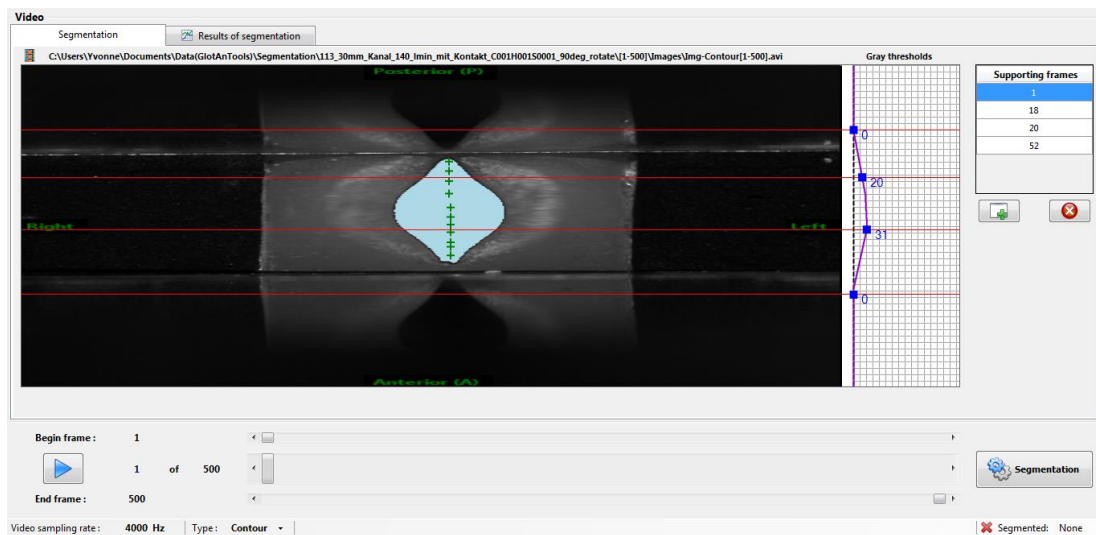 Video
Segmentation
Results of segmentation
C:\Users\Yvonne\Documents\Data(GlotAnTools)\Segmentation\113_30mm_Kanal_140_lmin_mit_Kontakt_C001H001S0001_90deg_rotate\[1-500]\Images\Img-Contour[1-500].avi
Gray thresholds
Supporting frames
Posterior (P)
1
18
20
52
0
20
Right
Left
31
0
Anterior (A)
Begin frame : 1
1 of 500
Segmentation
End frame : 500
Video sampling rate : 4000 Hz Type : Contour Segmented: None